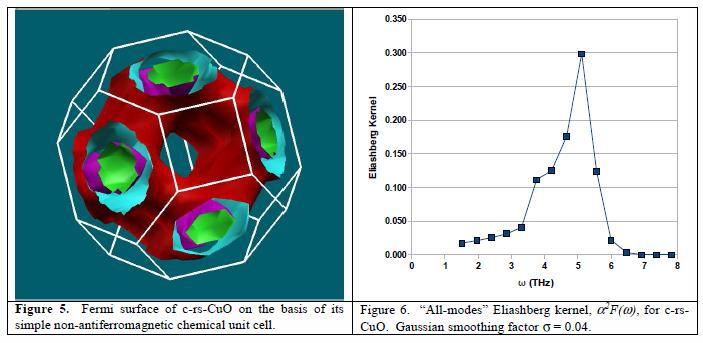 0.350
0.300
0.250
0.200
0.150
0.100
0.050
0.000
Eliashberg Kernel
0 1 2 3 4 5 6 7 8
ω (THz)
Figure 5. Fermi surface of c-rs-CuO on the basis of its
simple non-antiferromagnetic chemical unit cell.
Figure 6. “All-modes” Eliashberg kernel, α²F(ω), for c-rs-
CuO. Gaussian smoothing factor σ = 0.04.